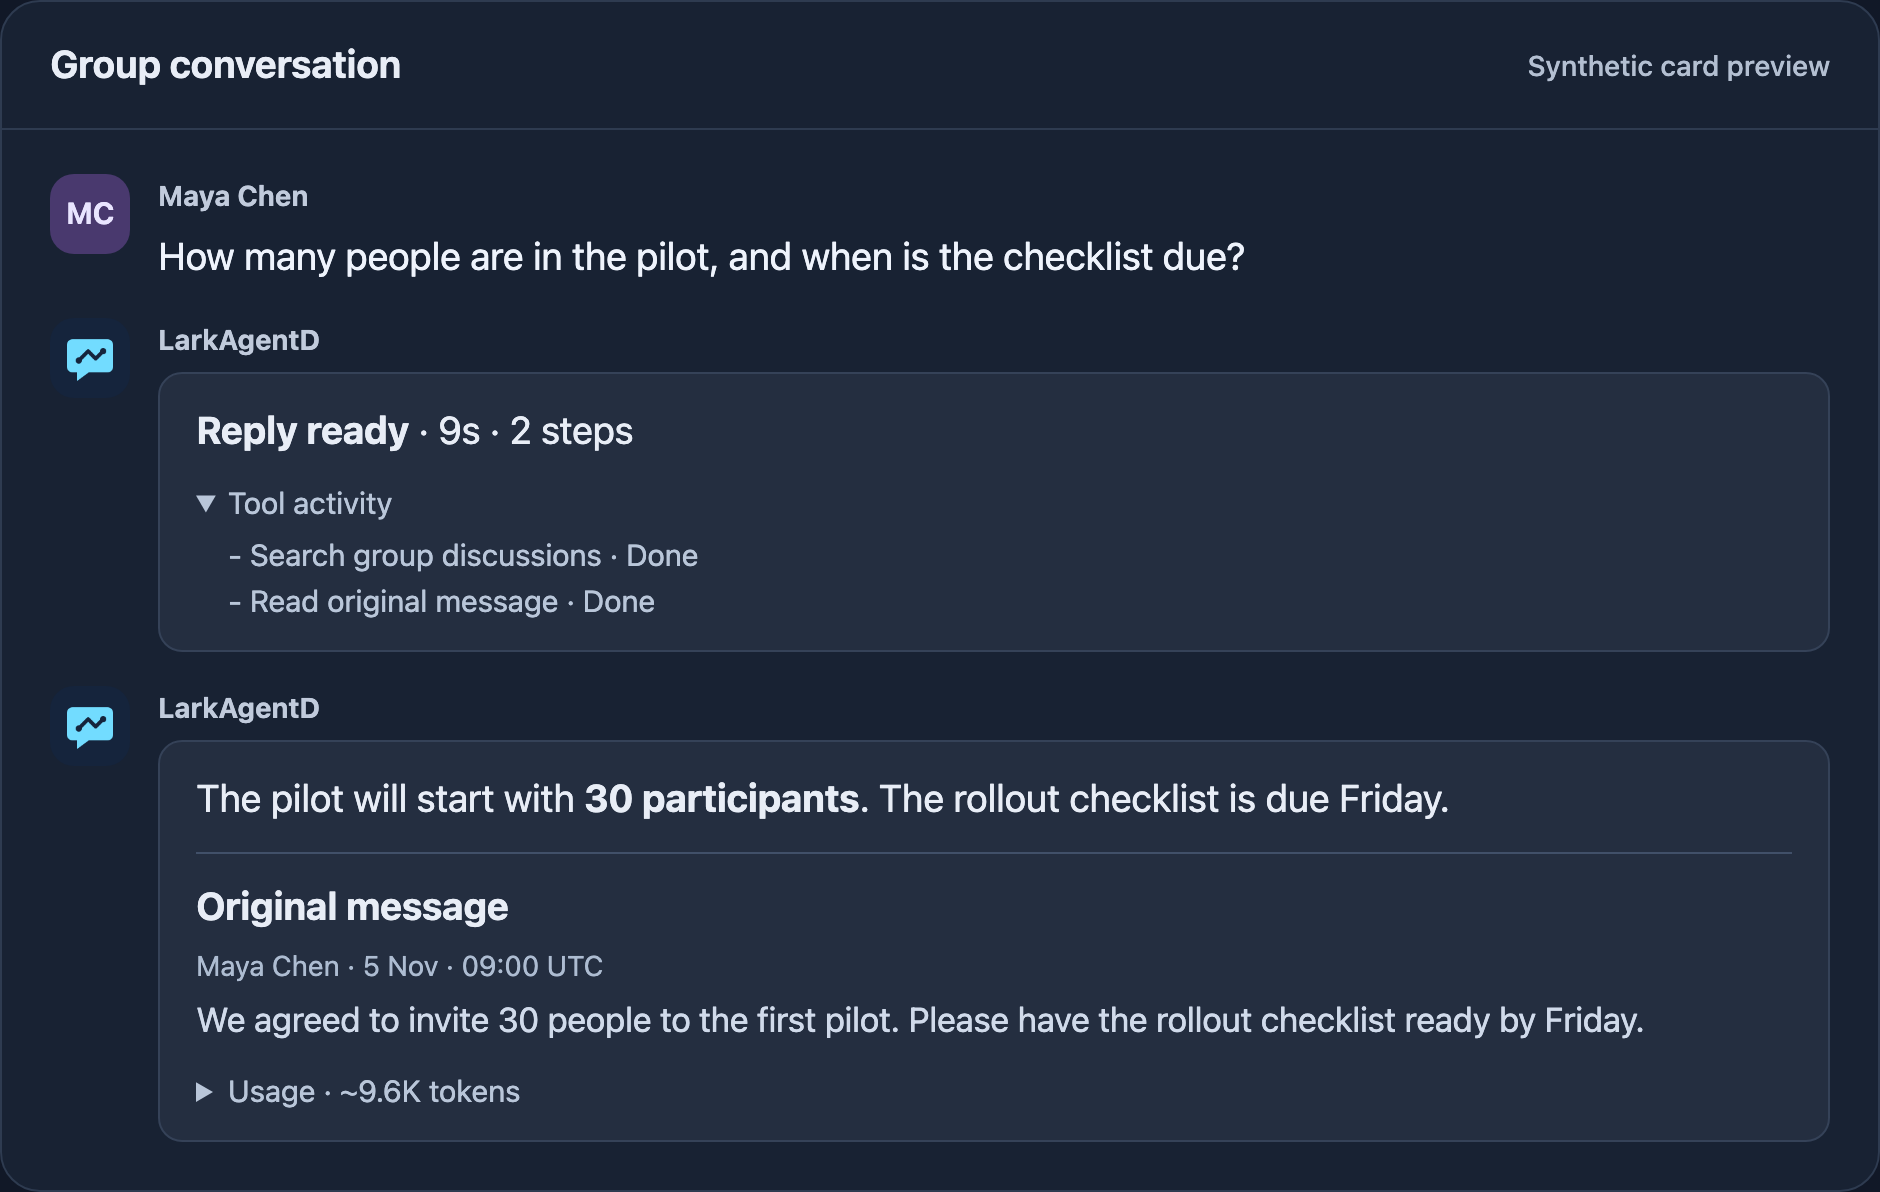 Group conversation
Synthetic card preview
MC
Maya Chen
How many people are in the pilot, and when is the checklist due?
LarkAgentD
Reply ready · 9s · 2 steps
▼ Tool activity
- Search group discussions · Done
- Read original message · Done
LarkAgentD
The pilot will start with 30 participants. The rollout checklist is due Friday.
Original message
Maya Chen · 5 Nov · 09:00 UTC
We agreed to invite 30 people to the first pilot. Please have the rollout checklist ready by Friday.
▶ Usage · ~9.6K tokens